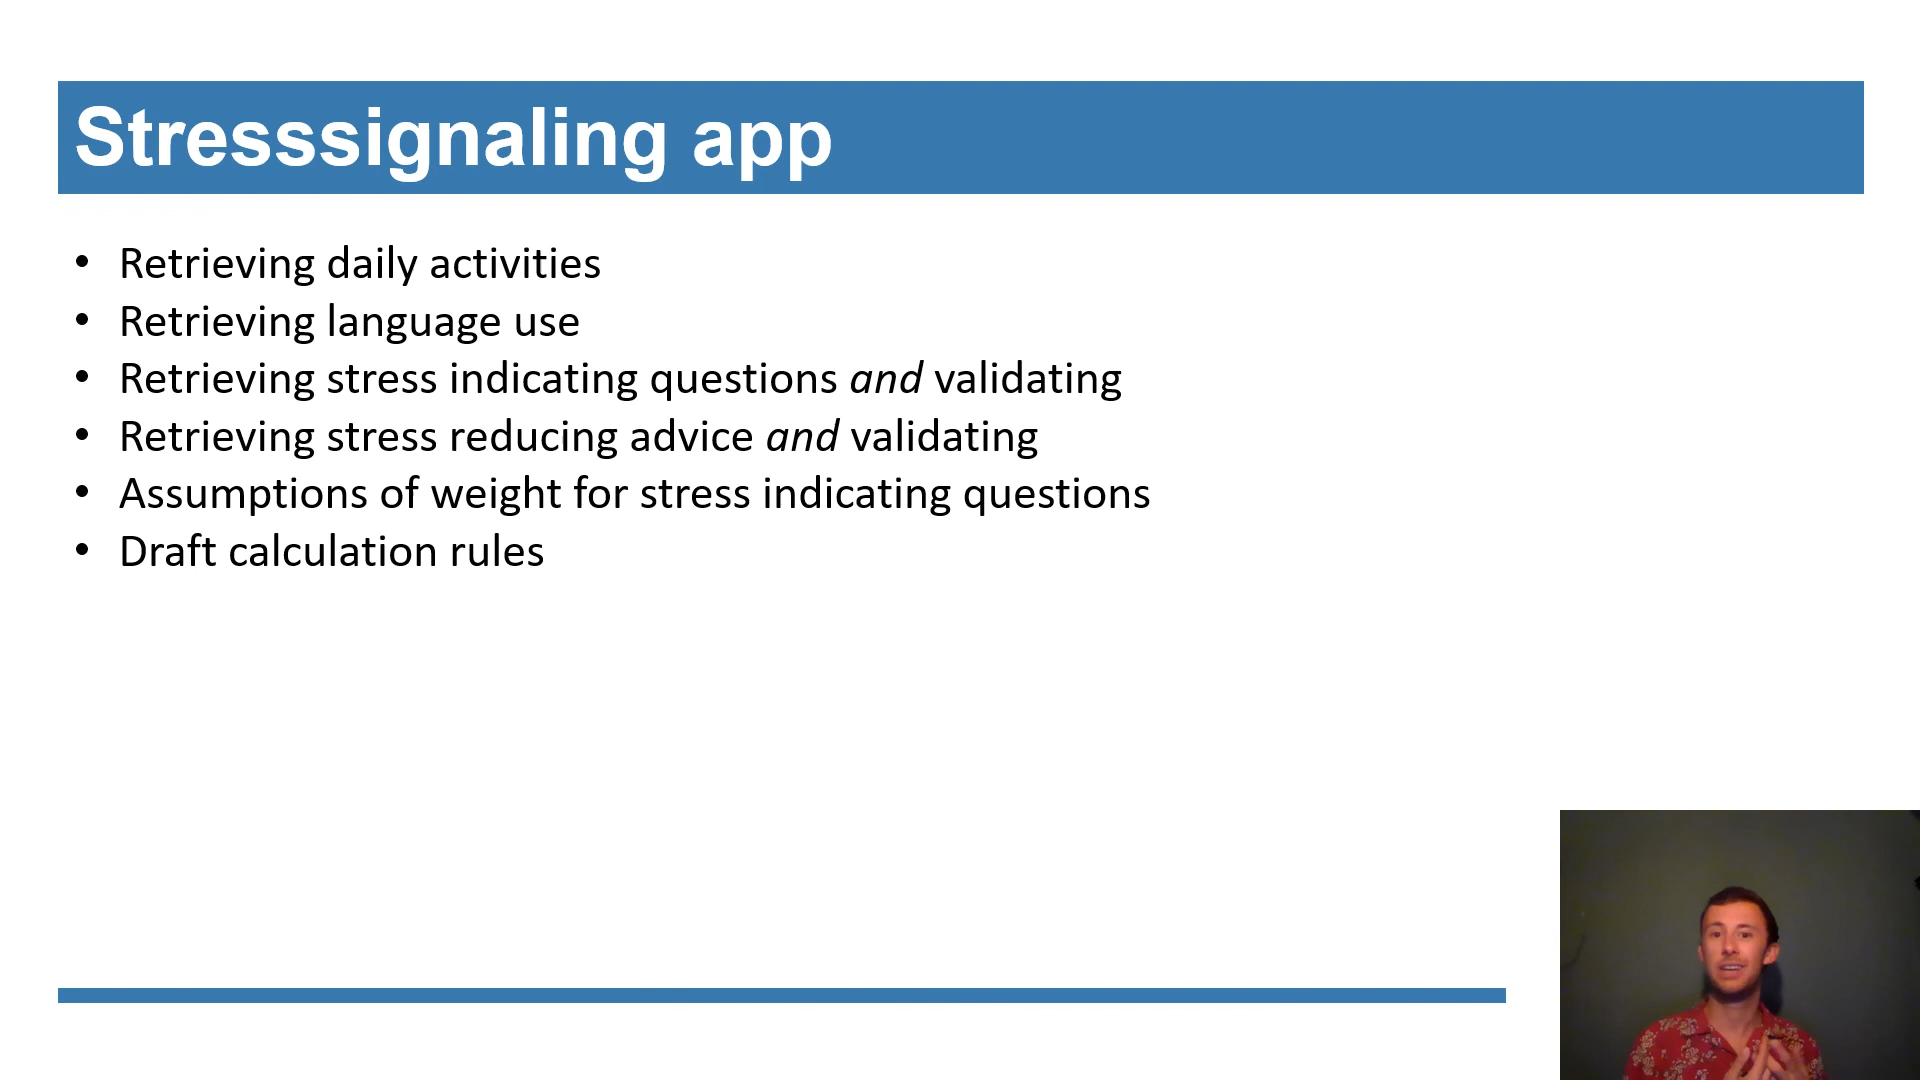 Stresssignaling app
• Retrieving daily activities
• Retrieving language use
• Retrieving stress indicating questions and validating
• Retrieving stress reducing advice and validating
• Assumptions of weight for stress indicating questions
• Draft calculation rules